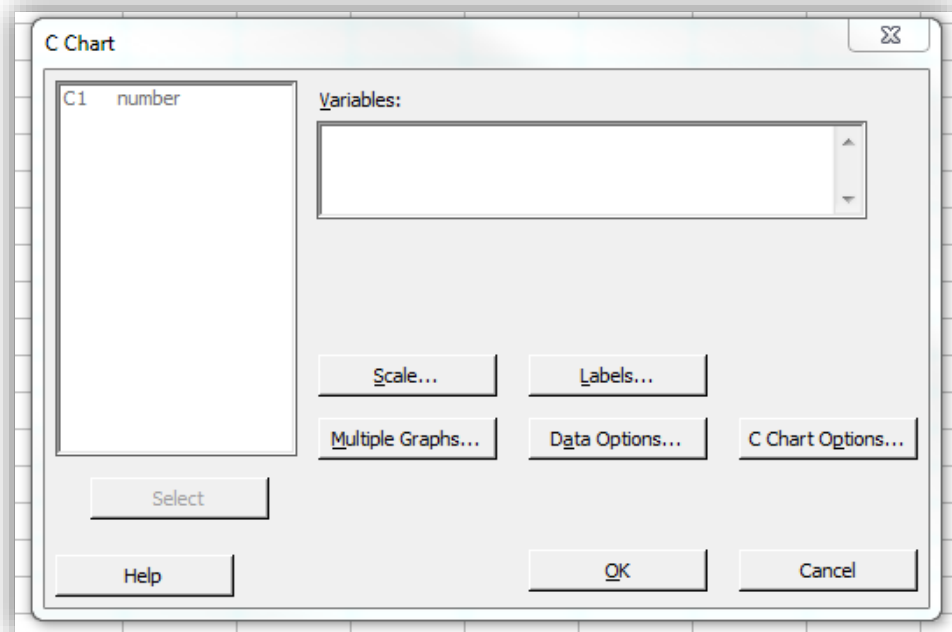 C Chart
C1 number
Variables:
Scale...
Labels...
Multiple Graphs...
Data Options...
C Chart Options...
Select
Help
OK
Cancel